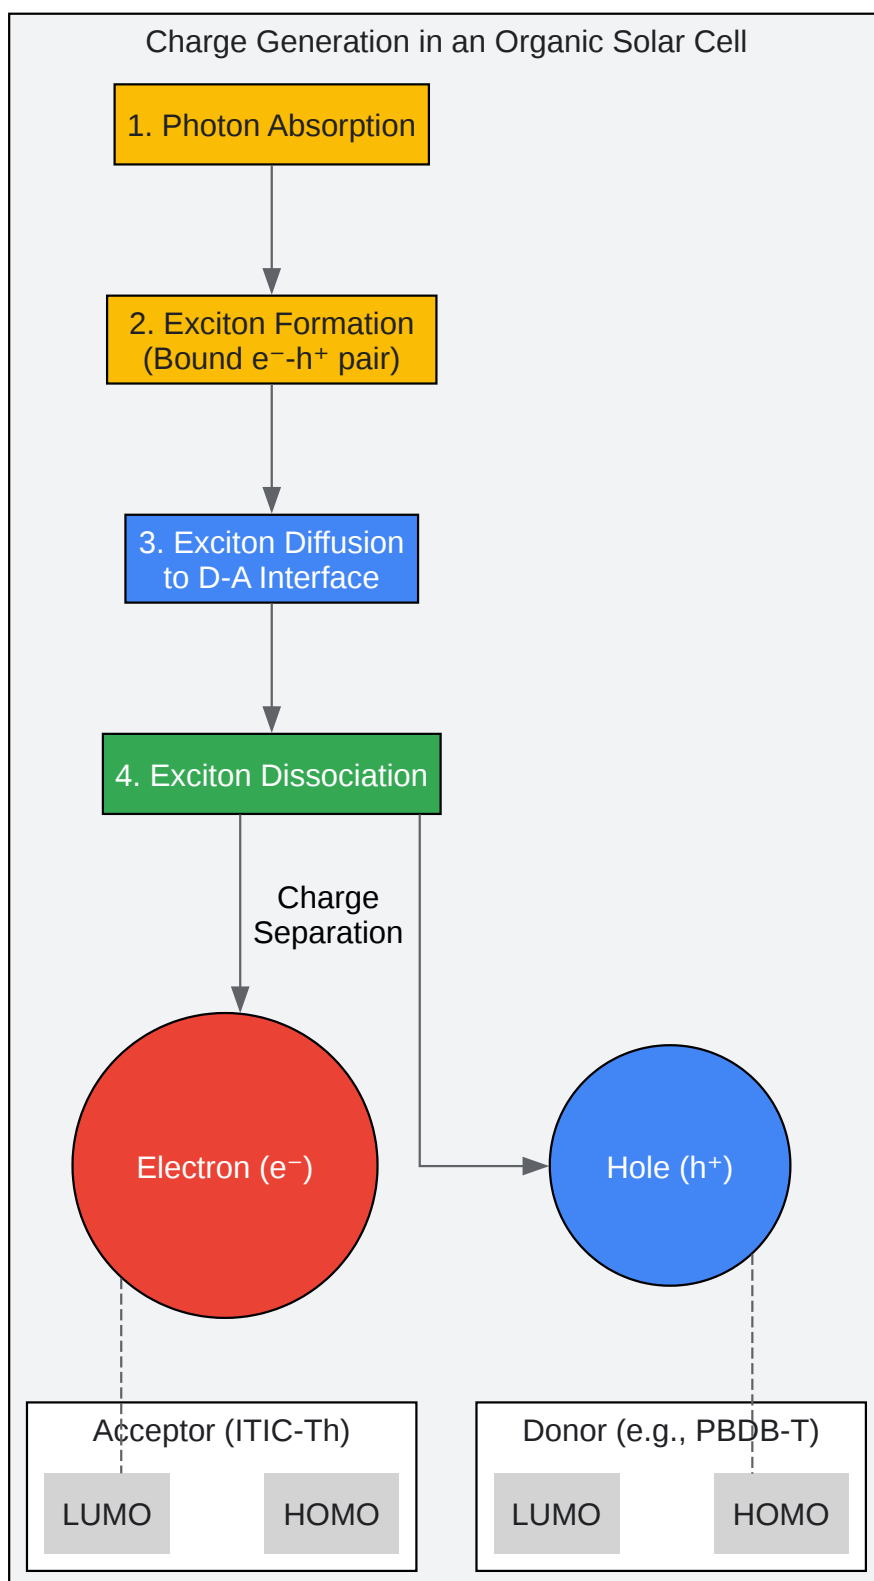 Charge Generation in an Organic Solar Cell
1. Photon Absorption
2. Exciton Formation
(Bound e⁻-h⁺ pair)
3. Exciton Diffusion
to D-A Interface
4. Exciton Dissociation
Charge
Separation
Electron (e⁻)
Hole (h⁺)
Acceptor (ITIC-Th)
LUMO
HOMO
Donor (e.g., PBDB-T)
LUMO
HOMO